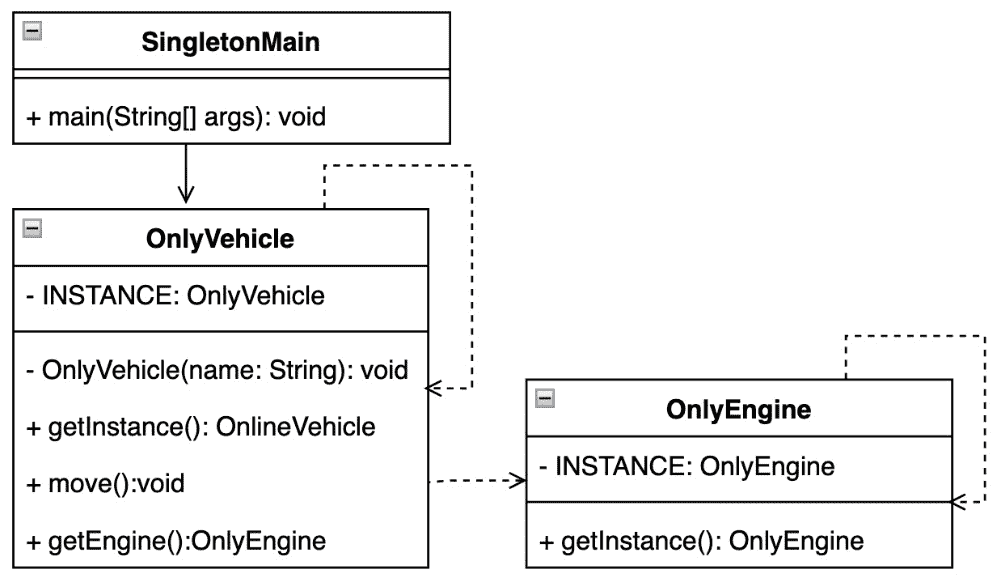 SingletonMain
+ main(String[] args): void
OnlyVehicle
- INSTANCE: OnlyVehicle
- OnlyVehicle(name: String): void
+ getInstance(): OnlineVehicle
+ move():void
+ getEngine():OnlyEngine
OnlyEngine
- INSTANCE: OnlyEngine
+ getInstance(): OnlyEngine